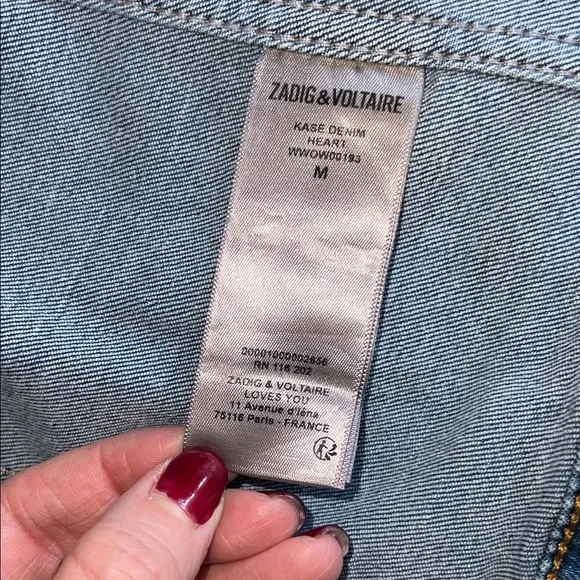 ZADIG&VOLTAIRE
KASE DENIM
HEART
WWOW00193
M
00001000002656
RN 116 202
ZADIG & VOLTAIRE
LOVES YOU
11 Avenue d'Iéna
75116 Paris - FRANCE